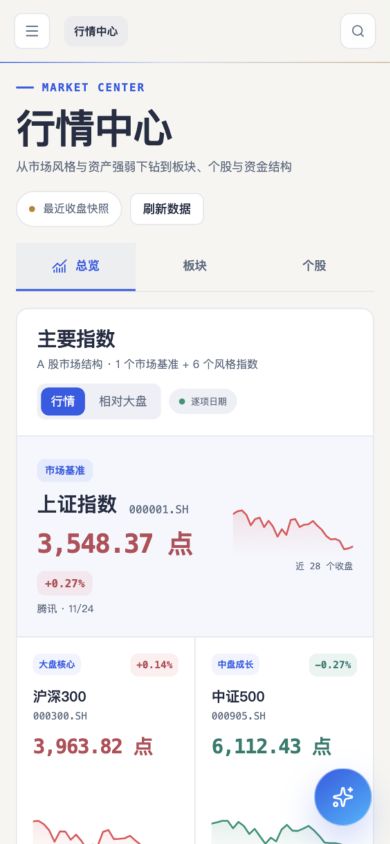 行情中心
MARKET CENTER
行情中心
从市场风格与资产强弱下钻到板块、个股与资金结构
最近收盘快照
刷新数据
总览
板块
个股
主要指数
A 股市场结构 · 1 个市场基准 + 6 个风格指数
行情
相对大盘
逐项日期
市场基准
上证指数 000001.SH
3,548.37 点
+0.27%
腾讯 · 11/24
近 28 个收盘
大盘核心
+0.14%
沪深300
000300.SH
3,963.82 点
中盘成长
-0.27%
中证500
000905.SH
6,112.43 点